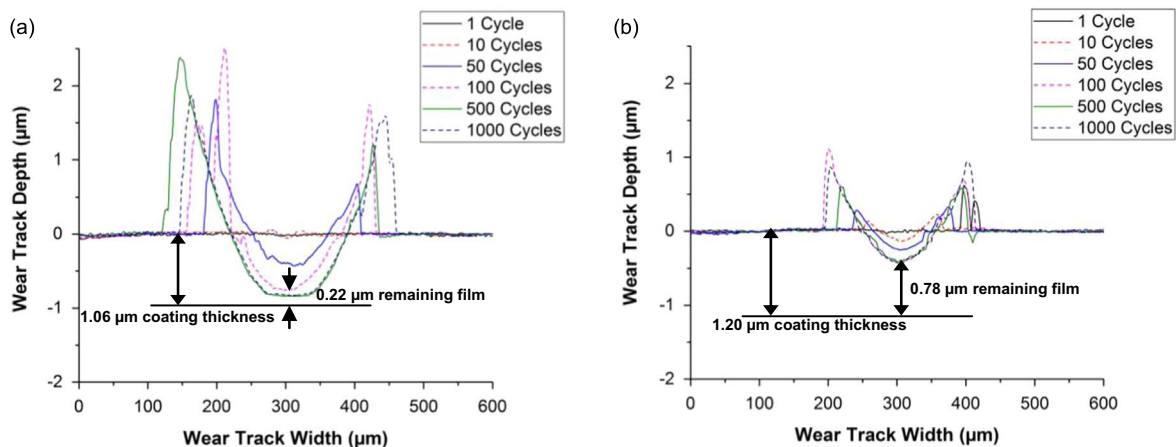 (a)
1 Cycle
10 Cycles
50 Cycles
100 Cycles
500 Cycles
1000 Cycles
Wear Track Depth (µm)
2
1
0
-1
-2
0.22 µm remaining film
1.06 µm coating thickness
0 100 200 300 400 500 600
Wear Track Width (µm)
(b)
1 Cycle
10 Cycles
50 Cycles
100 Cycles
500 Cycles
1000 Cycles
Wear Track Depth (µm)
2
1
0
-1
-2
0.78 µm remaining film
1.20 µm coating thickness
0 100 200 300 400 500 600
Wear Track Width (µm)